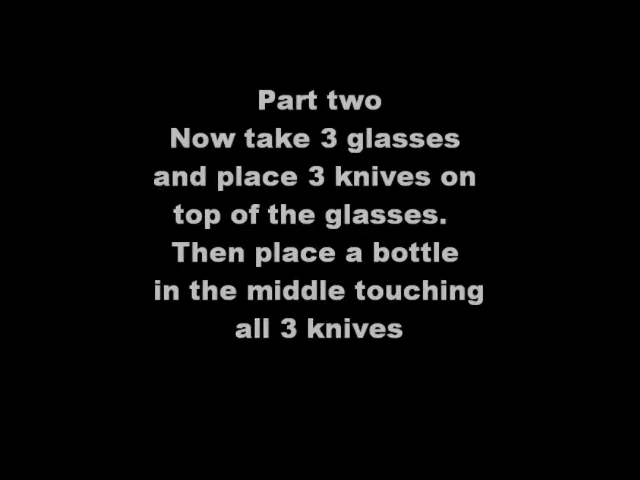 Part two
Now take 3 glasses
and place 3 knives on
top of the glasses.
Then place a bottle
in the middle touching
all 3 knives